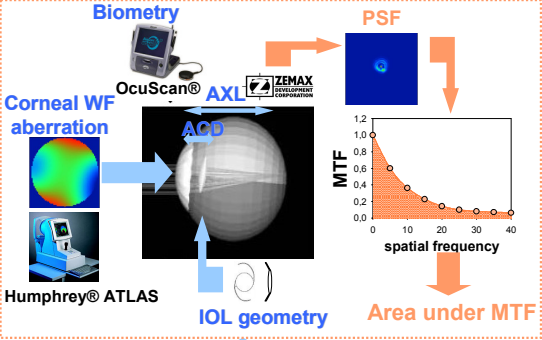 Biometry
OcuScan®
PSF
ZEMAX
DEVELOPMENT
CORPORATION
AXL
Corneal WF
aberration
ACD
Humphrey® ATLAS
IOL geometry
MTF
1,2
1,0
0,8
0,6
0,4
0,2
0,0
0 10 20 30 40
spatial frequency
Area under MTF